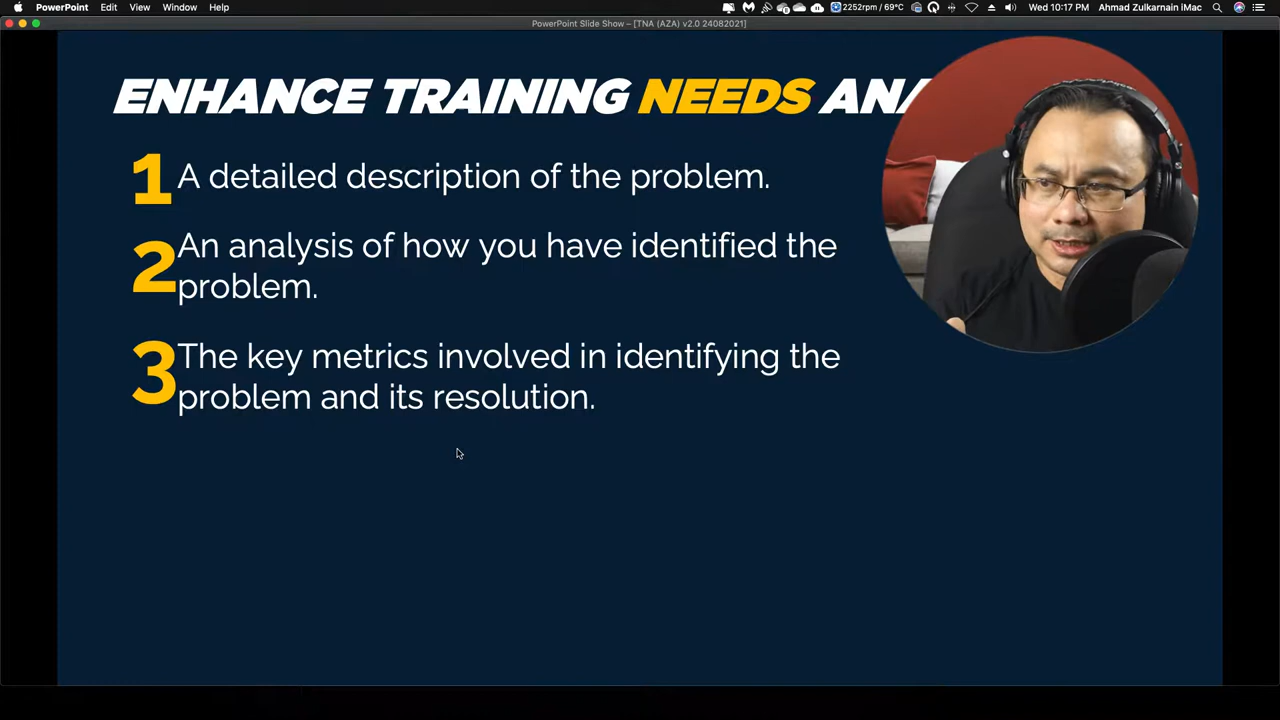 PowerPoint Edit View Window Help 2252rpm / 69°C Wed 10:17 PM Ahmad Zulkarnain iMac
PowerPoint Slide Show – [TNA (AZA) v2.0 24082021]
ENHANCE TRAINING NEEDS ANA
1 A detailed description of the problem.
2 An analysis of how you have identified the
problem.
3 The key metrics involved in identifying the
problem and its resolution.